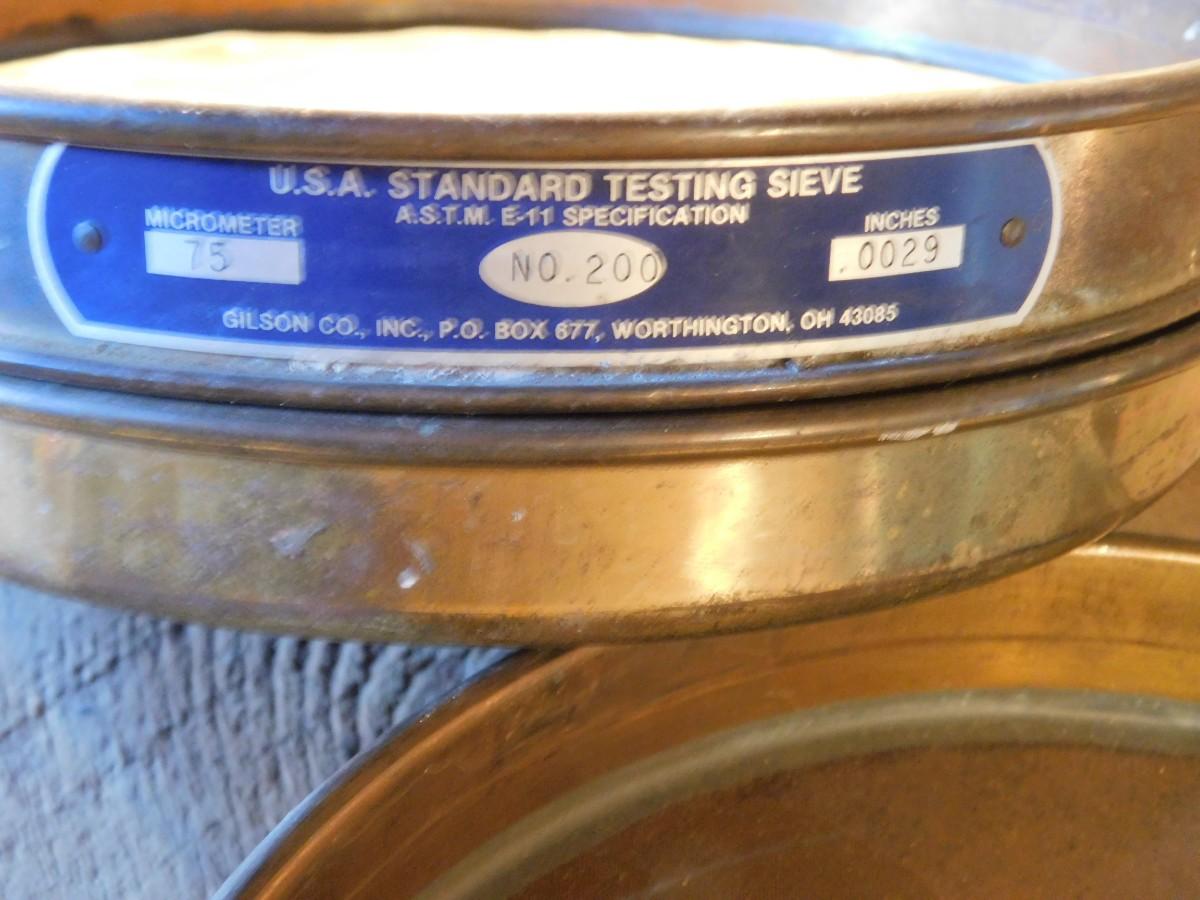 U.S.A. STANDARD TESTING SIEVE
A.S.T.M. E-11 SPECIFICATION
MICROMETER
75
NO.200
INCHES
.0029
GILSON CO., INC., P.O. BOX 677, WORTHINGTON, OH 43085